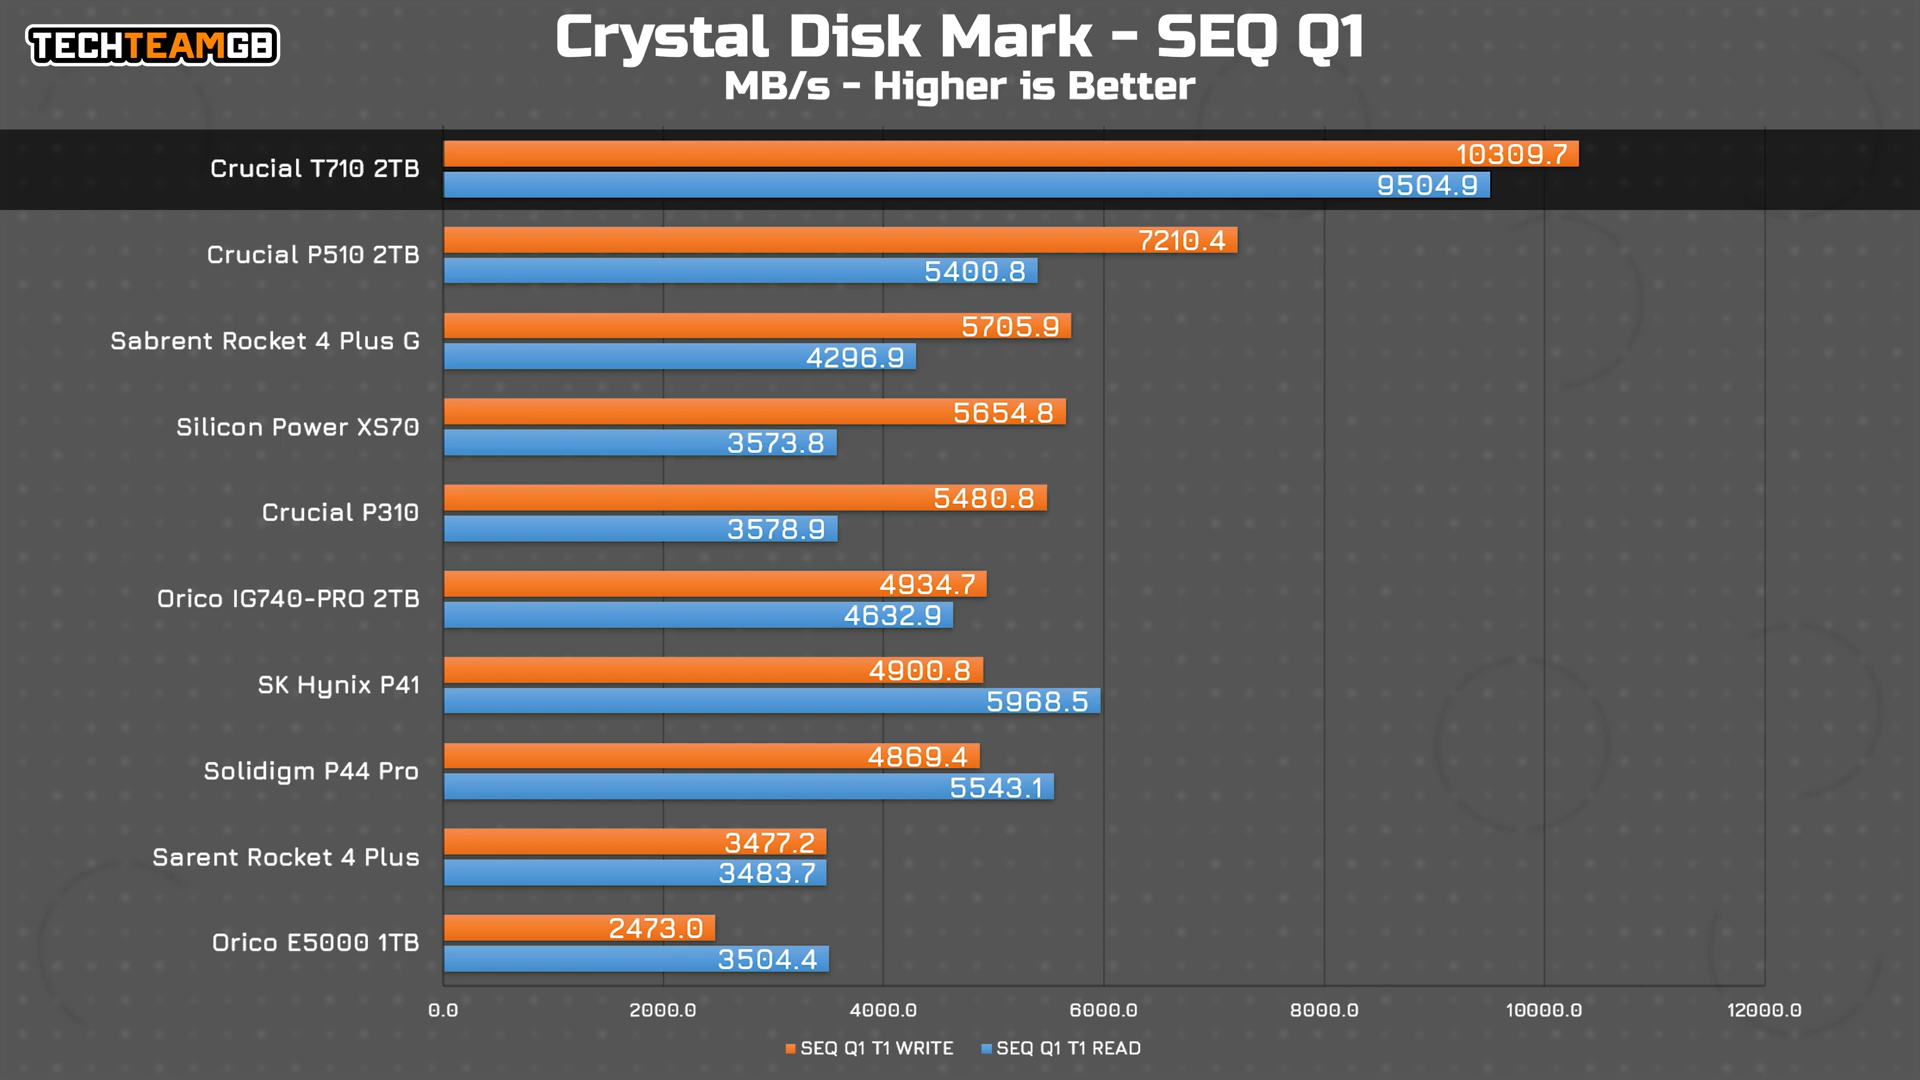 TECHTEAMGB
Crystal Disk Mark - SEQ Q1
MB/s - Higher is Better
Crucial T710 2TB
10309.7
9504.9
Crucial P510 2TB
7210.4
5400.8
Sabrent Rocket 4 Plus G
5705.9
4296.9
Silicon Power XS70
5654.8
3573.8
Crucial P310
5480.8
3578.9
Orico IG740-PRO 2TB
4934.7
4632.9
SK Hynix P41
4900.8
5968.5
Solidigm P44 Pro
4869.4
5543.1
Sarent Rocket 4 Plus
3477.2
3483.7
Orico E5000 1TB
2473.0
3504.4
0.0 2000.0 4000.0 6000.0 8000.0 10000.0 12000.0
SEQ Q1 T1 WRITE SEQ Q1 T1 READ